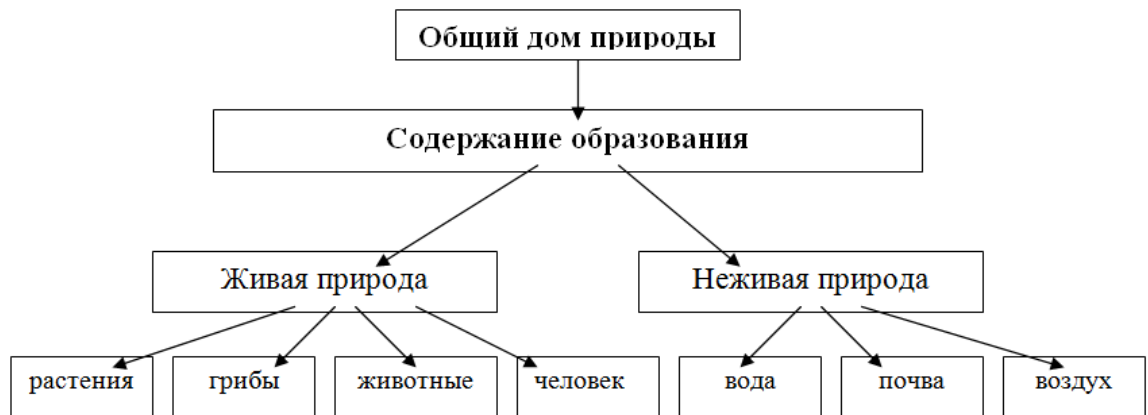 Общий дом природы
Содержание образования
Живая природа
Неживая природа
растения
грибы
животные
человек
вода
почва
воздух